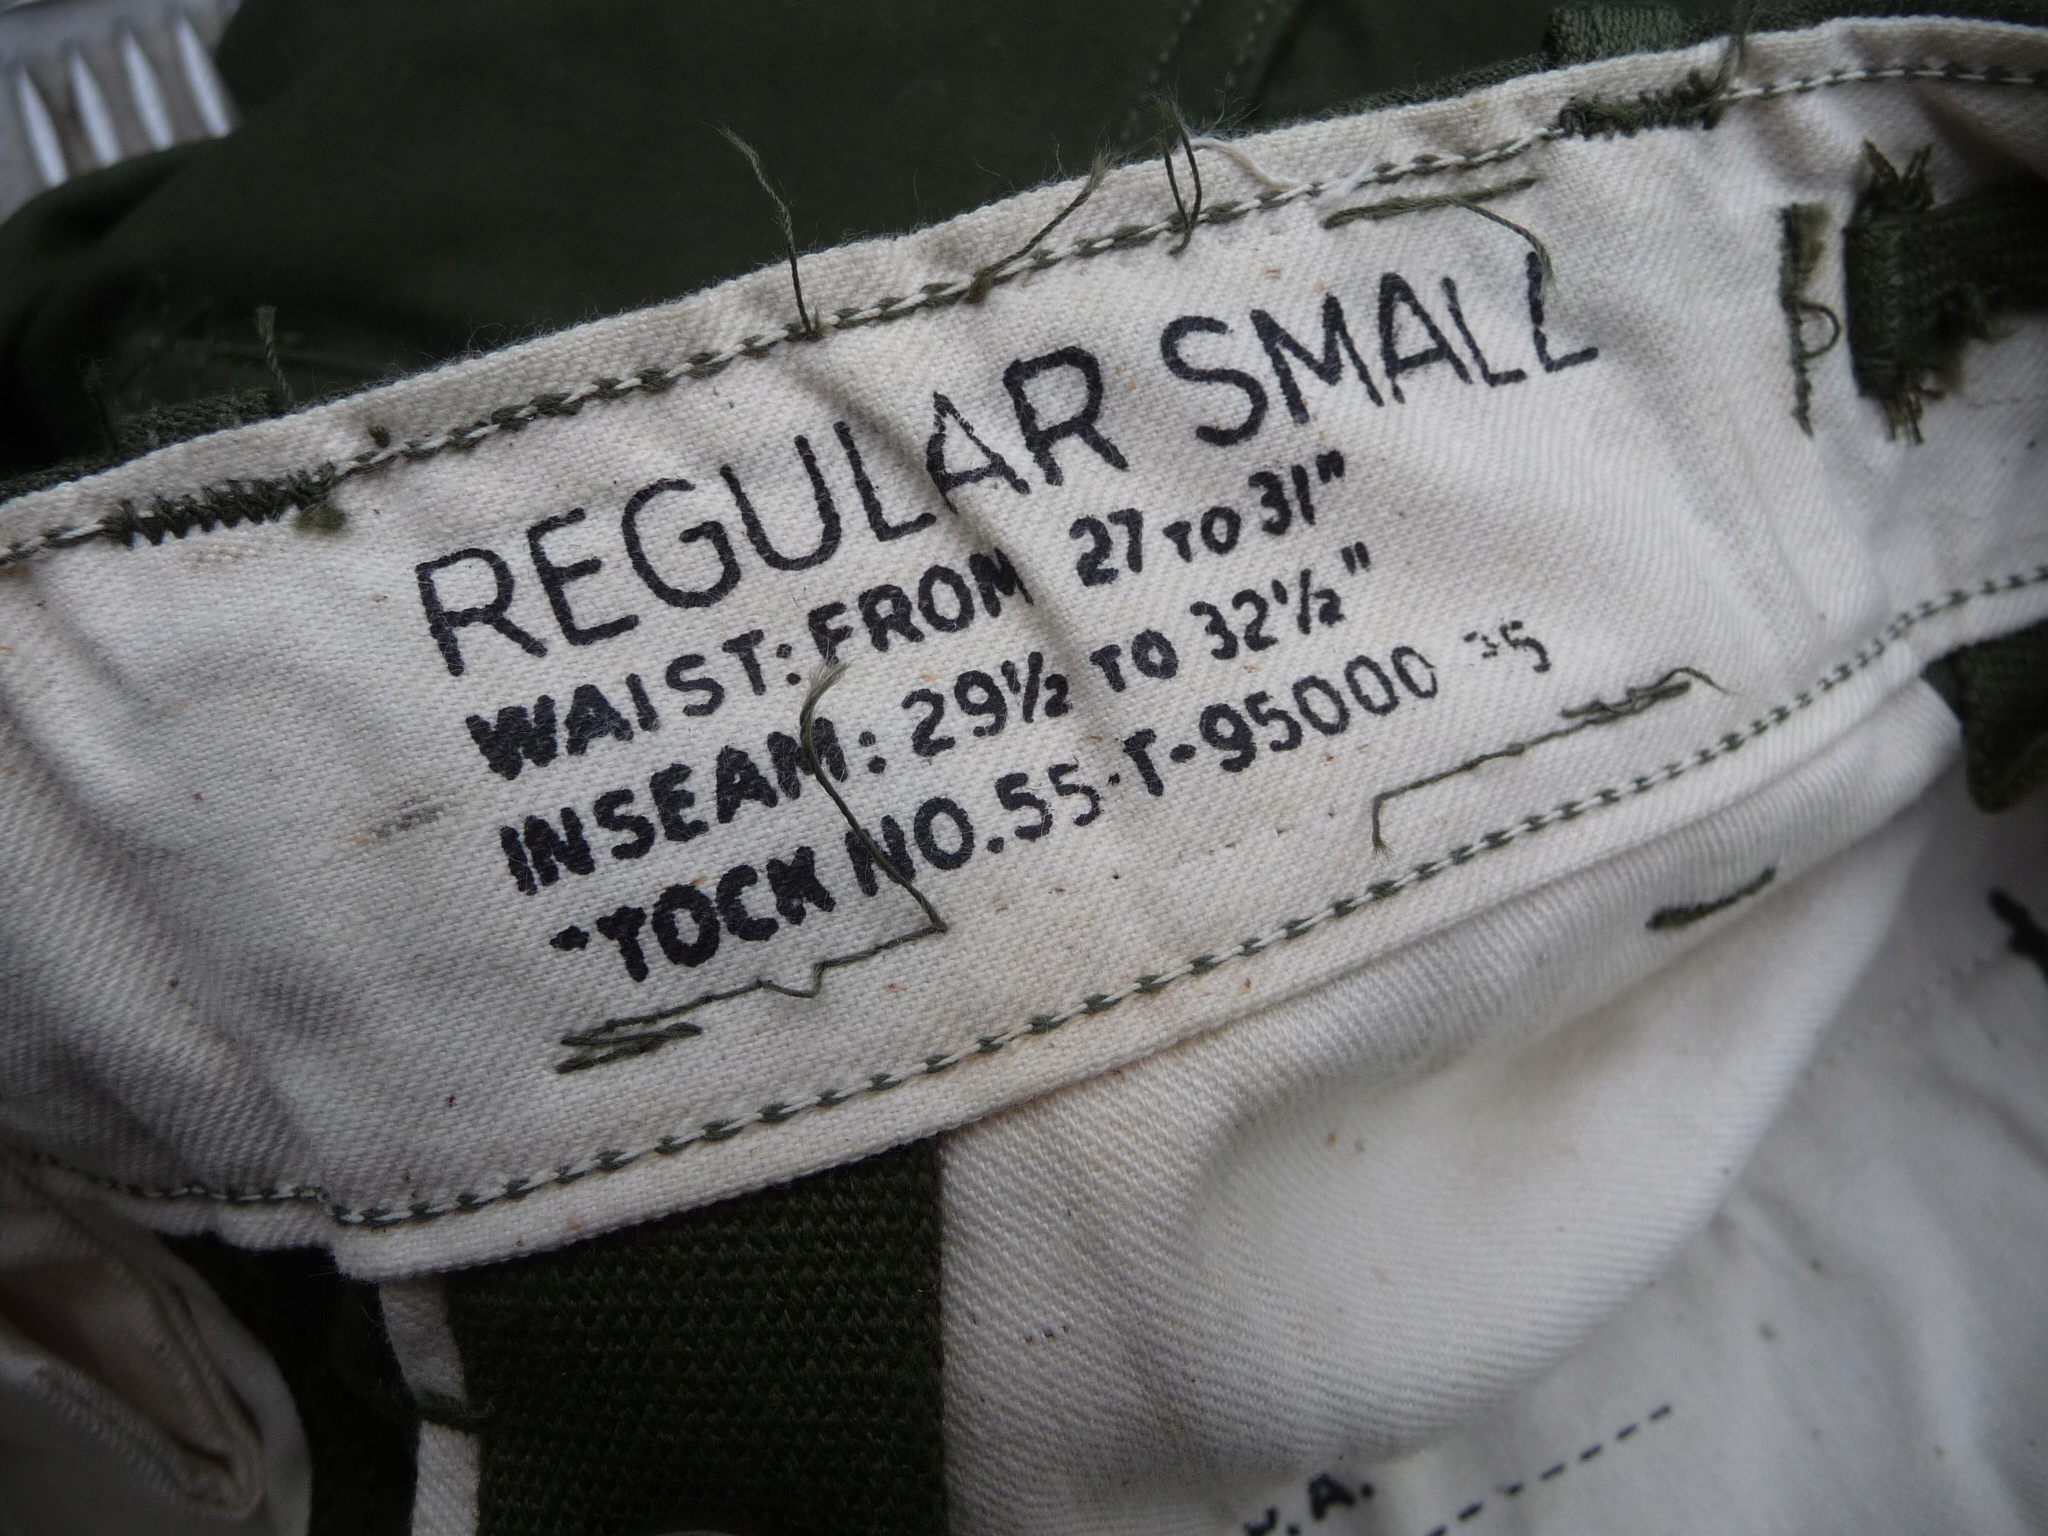 REGULAR SMALL
WAIST: FROM 27 TO 31"
INSEAM: 29½ TO 32½"
TOCK NO.55-T-95000-35
.A.